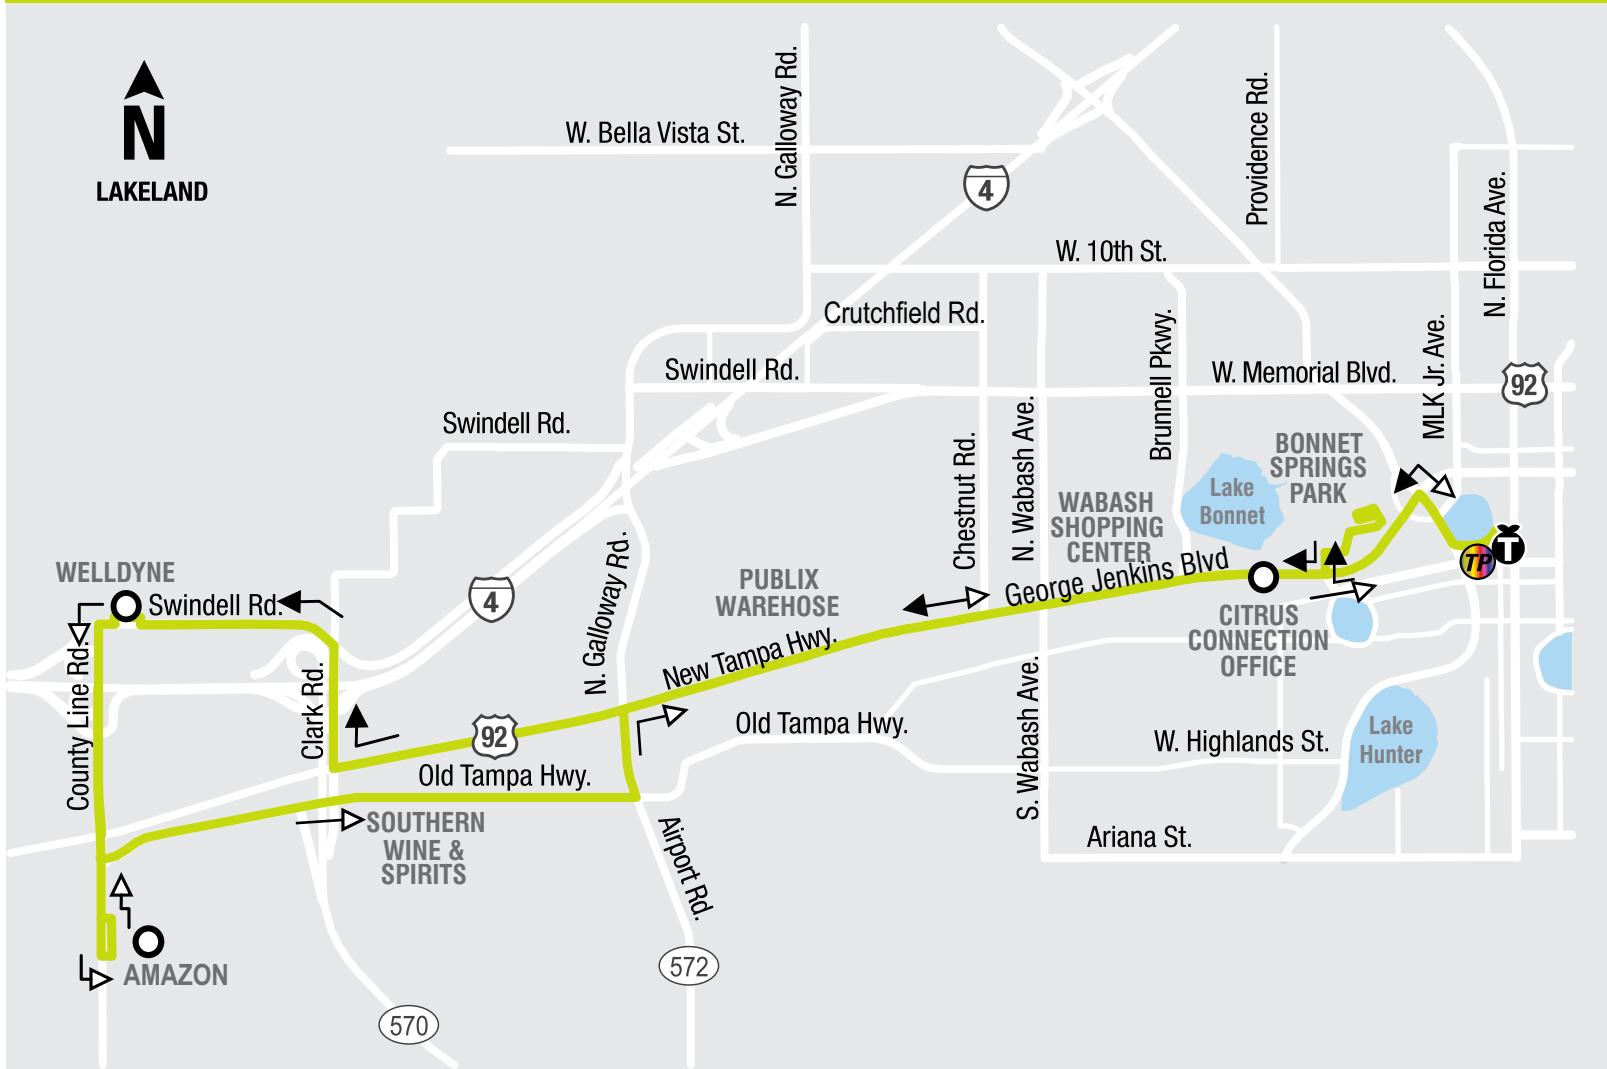 N
LAKELAND
W. Bella Vista St.
N. Galloway Rd.
4
Providence Rd.
N. Florida Ave.
W. 10th St.
Crutchfield Rd.
Swindell Rd.
Brunnell Pkwy.
W. Memorial Blvd.
MLK Jr. Ave.
92
Swindell Rd.
Chestnut Rd.
N. Wabash Ave.
WABASH
SHOPPING
CENTER
Lake
Bonnet
BONNET
SPRINGS
PARK
TP
T
WELLDYNE
Swindell Rd.
County Line Rd.
Clark Rd.
4
N. Galloway Rd.
PUBLIX
WAREHOSE
George Jenkins Blvd
CITRUS
CONNECTION
OFFICE
New Tampa Hwy.
92
Old Tampa Hwy.
Old Tampa Hwy.
S. Wabash Ave.
W. Highlands St.
Lake
Hunter
SOUTHERN
WINE &
SPIRITS
Airport Rd.
Ariana St.
AMAZON
572
570